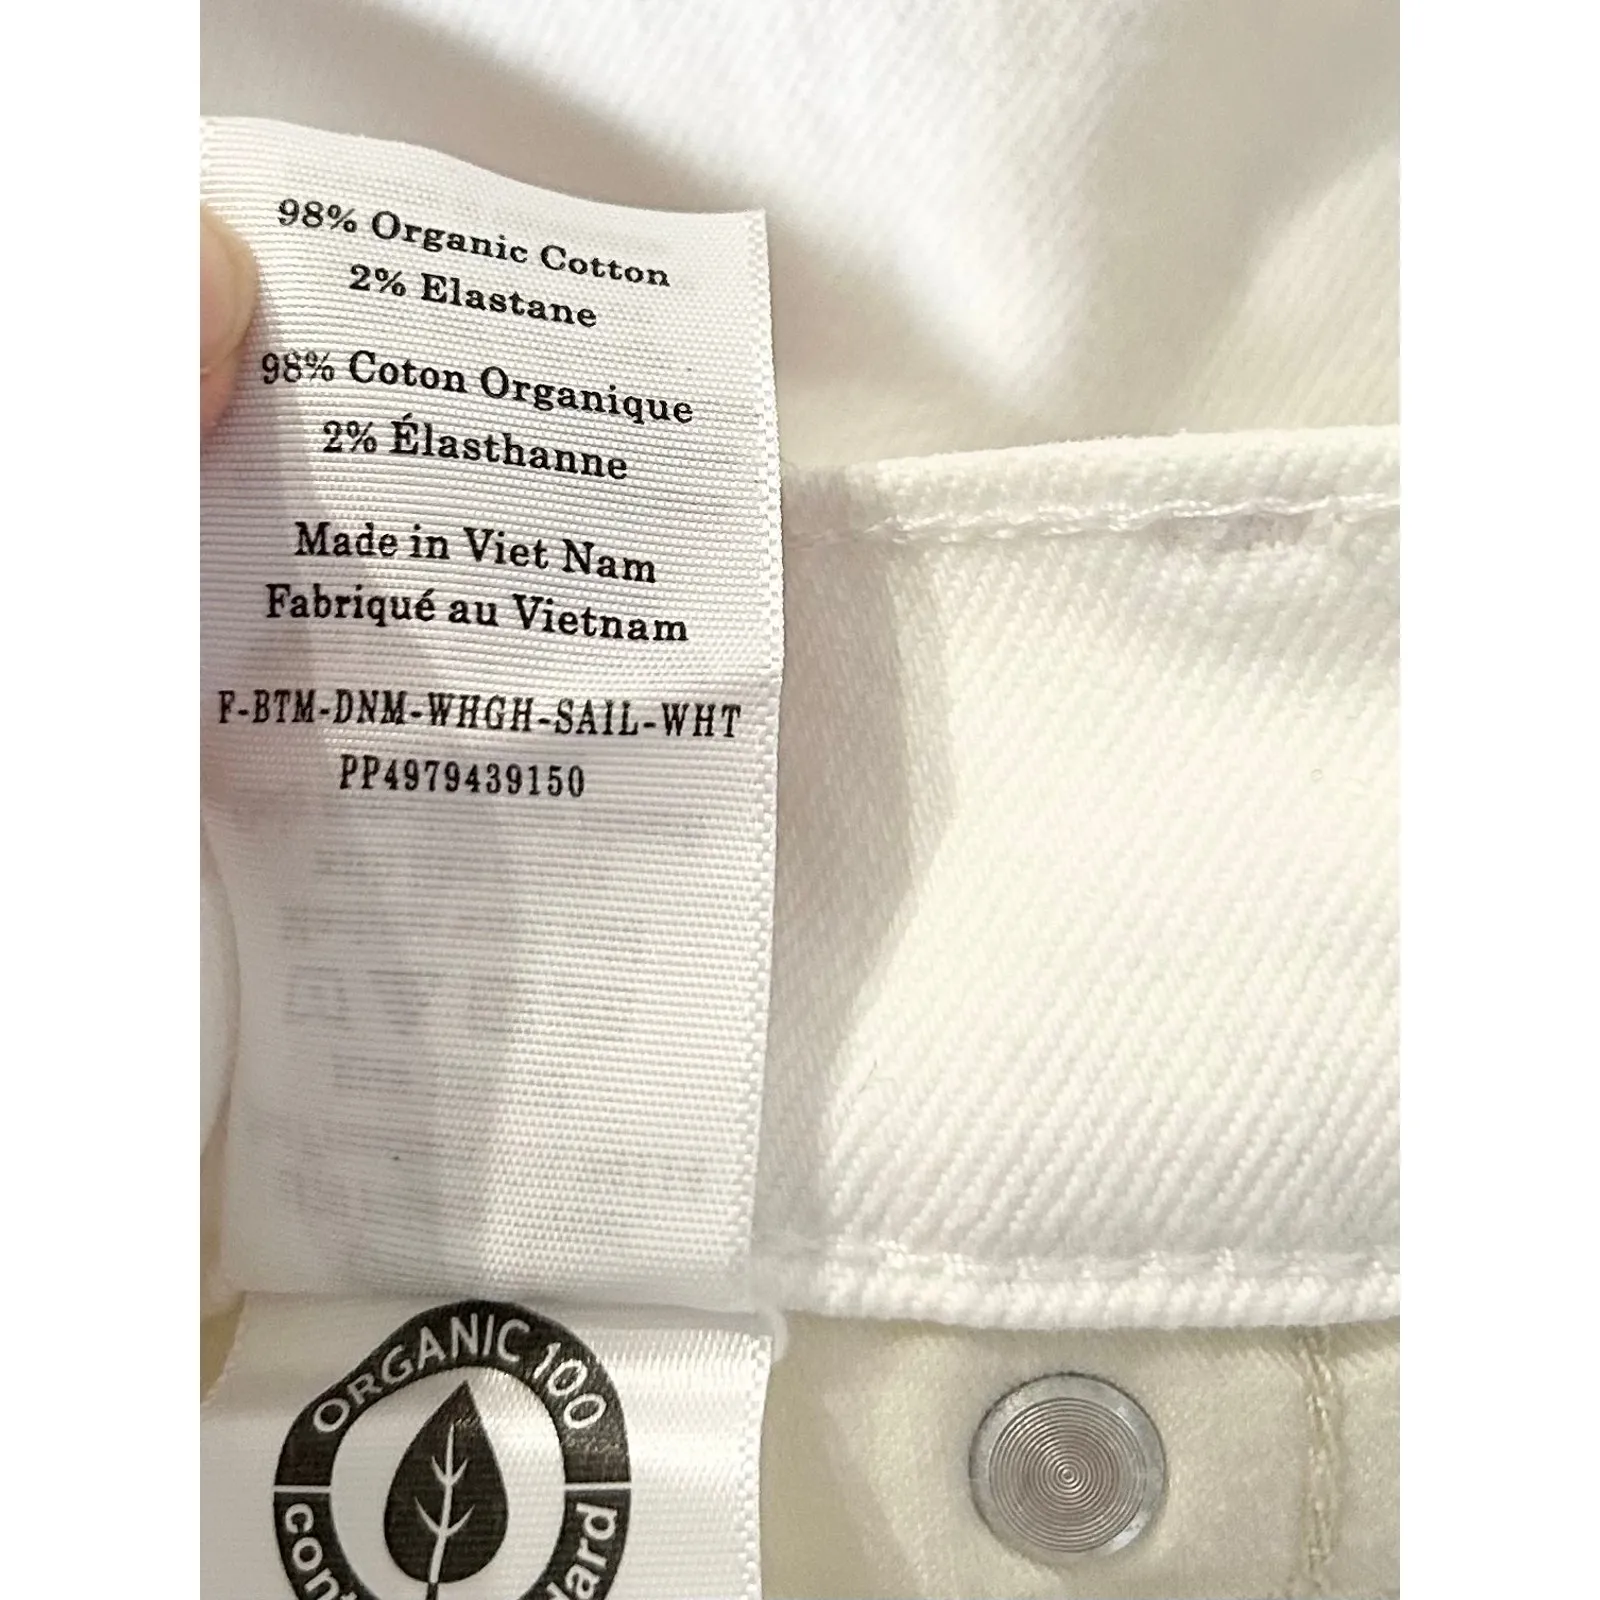 98% Organic Cotton
2% Elastane
98% Coton Organique
2% Élasthanne
Made in Viet Nam
Fabriqué au Vietnam
F-BTM-DNM-WHGH-SAIL-WHT
PP4979439150
ORGANIC 100